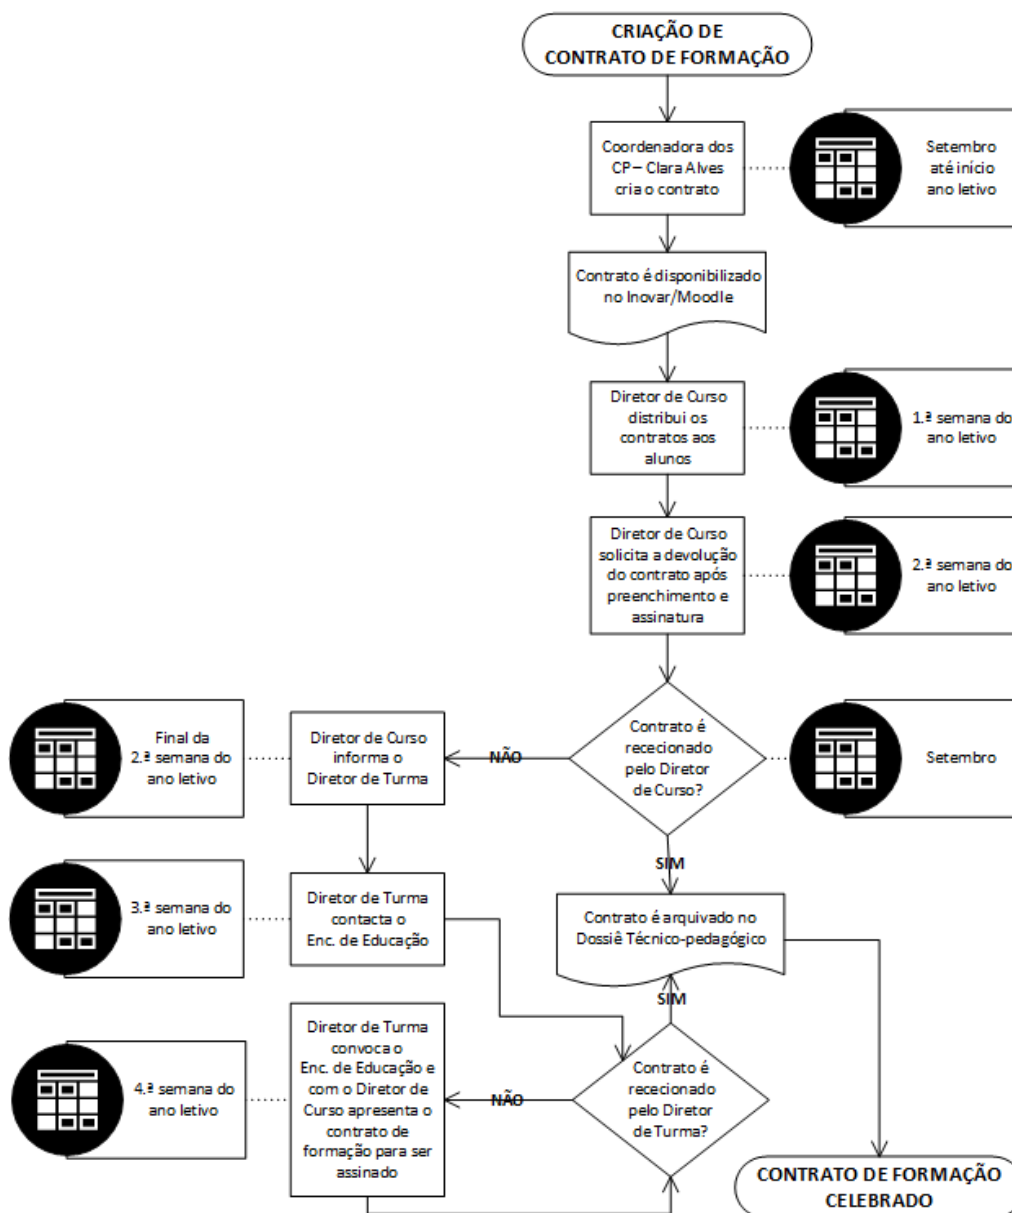 CRIAÇÃO DE
CONTRATO DE FORMAÇÃO
Coordenadora dos
CP – Clara Alves
cria o contrato
Setembro
até início
ano letivo
Contrato é disponibilizado
no Inovar/Moodle
Diretor de Curso
distribui os
contratos aos
alunos
1.ª semana do
ano letivo
Diretor de Curso
solicita a devolução
do contrato após
preenchimento e
assinatura
2.ª semana do
ano letivo
Contrato é
rececionado
pelo Diretor
de Curso?
Setembro
NÃO
Diretor de Curso
informa o
Diretor de Turma
Final da
2.ª semana do
ano letivo
SIM
Diretor de Turma
contacta o
Enc. de Educação
3.ª semana do
ano letivo
Contrato é arquivado no
Dossiê Técnico-pedagógico
SIM
Contrato é
rececionado
pelo Diretor
de Turma?
NÃO
Diretor de Turma
convoca o
Enc. de Educação e
com o Diretor de
Curso apresenta o
contrato de
formação para ser
assinado
4.ª semana do
ano letivo
CONTRATO DE FORMAÇÃO
CELEBRADO